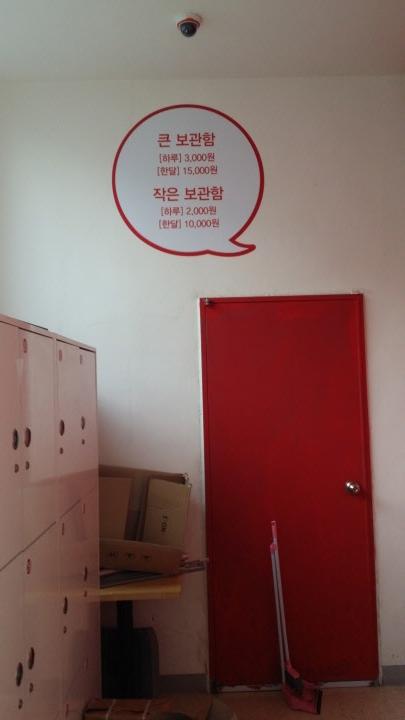 큰 보관함
[하루] 3,000원
[한달] 15,000원
작은 보관함
[하루] 2,000원
[한달] 10,000원